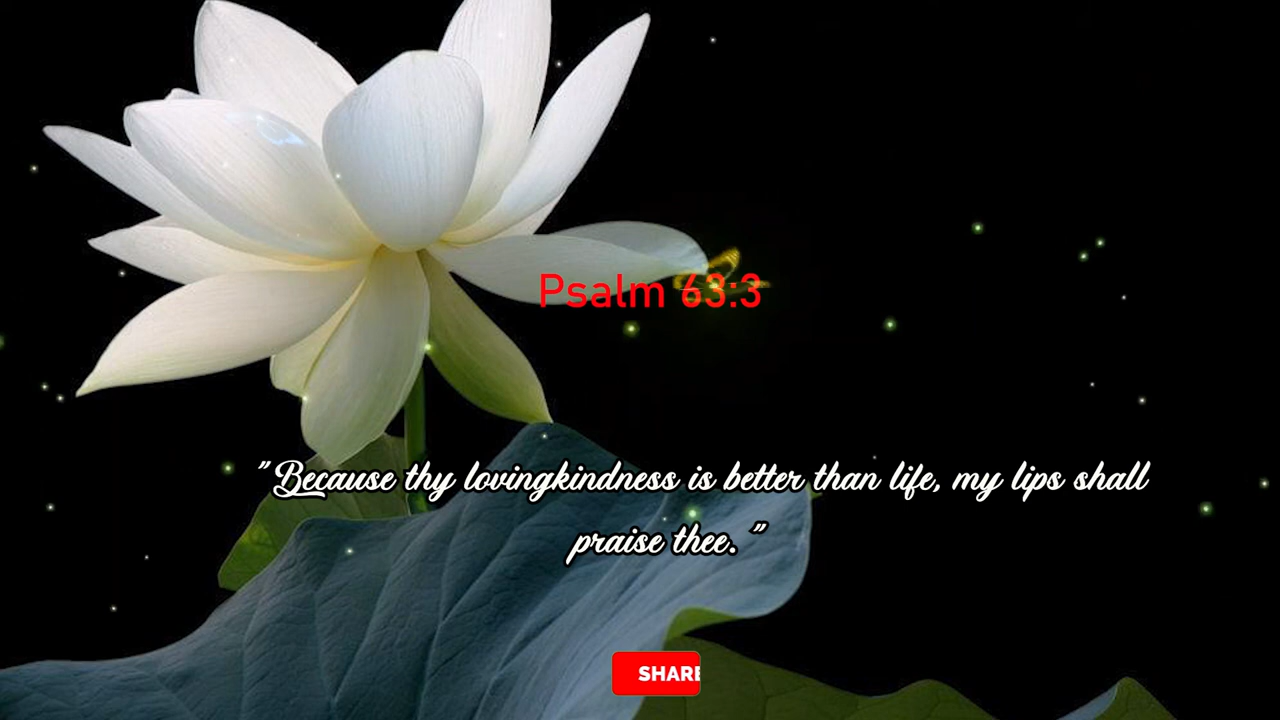 Psalm 63:3
"Because thy lovingkindness is better than life, my lips shall
praise thee. "
SHARE